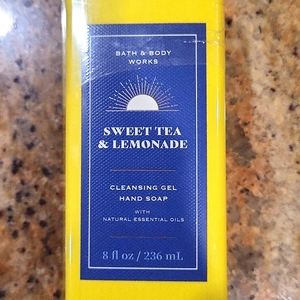 BATH & BODY
WORKS
SWEET TEA
& LEMONADE
CLEANSING GEL
HAND SOAP
WITH
NATURAL ESSENTIAL OILS
8 fl oz / 236 mL